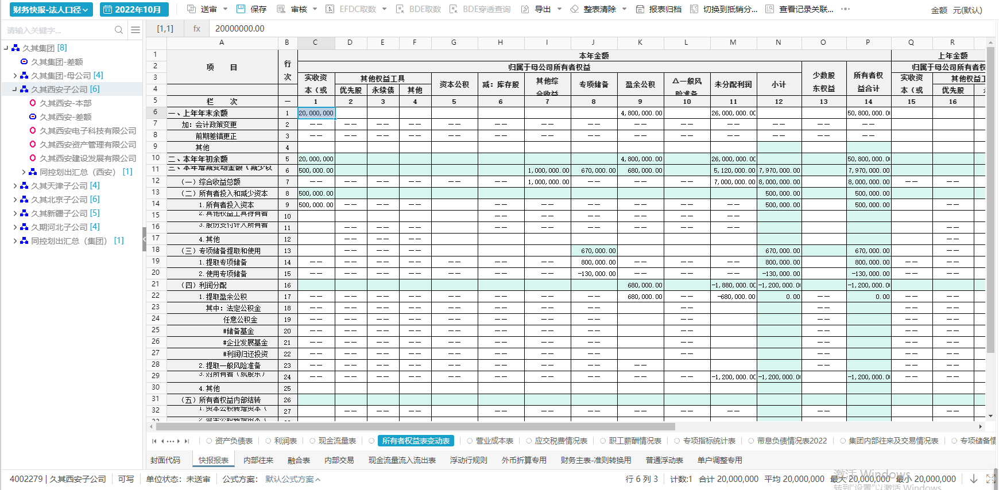 财务快报-法人口径 2022年10月 送审 保存 审核 EFDC取数 BDE取数 BDE穿透查询 导出 整表清除 报表归档 切换到抵销分... 查看记录关联... 金额 元(默认)
请输入关键字...
[1,1] fx 20000000.00
久其集团 [8]
久其集团-差额
久其集团-母公司 [4]
久其西安子公司 [6]
久其西安-本部
久其西安-差额
久其西安电子科技有限公司
久其西安资产管理有限公司
久其西安建设发展有限公司
同控划出汇总（西安） [1]
久其天津子公司 [4]
久其北京子公司 [6]
久其新疆子公司 [5]
久期河北子公司 [4]
同控划出汇总（集团） [1]
A B C D E F G H I J K L M N O P Q R
1 项 目 行次 本年金额 上年金额
2 归属于母公司所有者权益 少数股东权益 所有者权益合计 归属于母公司所有者权
3 实收资本（或 其他权益工具 资本公积 减：库存股 其他综合收益 专项储备 盈余公积 △一般风险准备 未分配利润 小计 实收资本（或 其他权益工
4 优先股 永续债 其他 优先股
5 栏 次 — 1 2 3 4 5 6 7 8 9 10 11 12 13 14 15 16
6 一、上年年末余额 1 20,000,000 4,800,000.00 26,000,000.00 50,800,000.0
7 加：会计政策变更 2 —— —— —— —— —— —— —— —— —— —— —— —— —— ——
8 前期差错更正 3 —— —— —— —— —— —— —— —— —— —— —— —— —— ——
9 其他 4
10 二、本年年初余额 5 20,000,000 4,800,000.00 26,000,000.00 50,800,000.0
11 三、本年增减变动金额（减少以 6 500,000.00 1,000,000.00 670,000.00 680,000.00 5,120,000.00 7,970,000.00 7,970,000.00
12 （一）综合收益总额 7 —— —— —— —— —— —— 1,000,000.00 —— —— —— 7,000,000.00 8,000,000.00 8,000,000.00 —— ——
13 （二）所有者投入和减少资本 8 500,000.00 500,000.00 500,000.00
14 1.所有者投入资本 9 500,000.00 —— —— —— —— —— —— —— —— —— 500,000.00 500,000.00 ——
15 2.其他权益工具持有者 10 —— —— —— —— —— ——
16 3.股份支付计入所有者 11 —— —— —— ——
17 4.其他 12 —— —— —— ——
18 （三）专项储备提取和使用 13 —— —— —— —— 670,000.00 670,000.00 670,000.00 ——
19 1.提取专项储备 14 —— —— —— —— —— —— —— 800,000.00 —— —— —— 800,000.00 800,000.00 —— ——
20 2.使用专项储备 15 —— —— —— —— —— —— —— -130,000.00 —— —— —— -130,000.00 -130,000.00 —— ——
21 （四）利润分配 16 680,000.00 -1,880,000.00 -1,200,000.0 -1,200,000.0
22 1.提取盈余公积 17 —— —— —— —— —— —— —— —— 680,000.00 —— -680,000.00 0.00 —— 0.00 —— ——
23 其中：法定公积金 18 —— —— —— —— —— —— —— —— —— —— —— ——
24 任意公积金 19 —— —— —— —— —— —— —— —— —— —— —— ——
25 #储备基金 20 —— —— —— —— —— —— —— —— —— —— —— ——
26 #企业发展基金 21 —— —— —— —— —— —— —— —— —— —— —— ——
27 #利润归还投资 22 —— —— —— —— —— —— —— —— —— —— —— ——
28 2.提取一般风险准备 23 —— —— —— —— —— —— —— —— —— —— —— ——
29 3.对所有者（或股东） 24 —— —— —— —— —— —— —— —— —— —— -1,200,000.00 -1,200,000.0 -1,200,000.0 —— ——
30 4.其他 25
31 （五）所有者权益内部结转 26
32 1.资本公积转增资本（ 27 —— —— —— —— —— —— —— —— —— ——
资产负债表 利润表 现金流量表 所有者权益表变动表 营业成本表 应交税费情况表 职工薪酬情况表 专项指标统计表 带息负债情况表2022 集团内部往来及交易情况表 专项储备情
封面代码 快报报表 内部往来 融合表 内部交易 现金流量流入流出表 浮动行规则 外币折算专用 财务主表-准则转换用 普通浮动表 单户调整专用
4002279 | 久其西安子公司 可写 单位状态：未送审 公式方案：默认公式方案 行 6 列 3 计数:1 合计 20,000,000 平均 20,000,000 最大 20,000,000 最小 20,000,000
激活 Windows
转到"设置"以激活 Windows